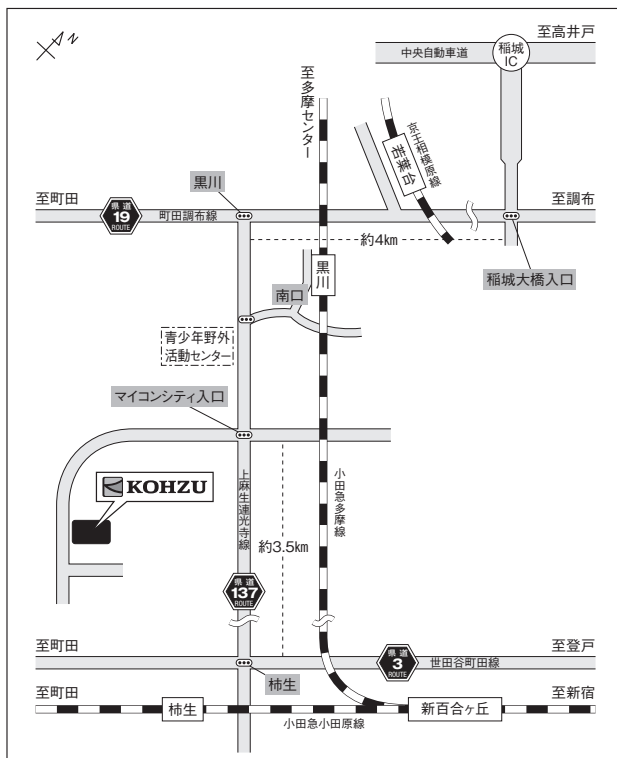 N
至高井戸
中央自動車道
稲城
IC
至多摩センター
京王相模原線
若葉台
黒川
至町田
県道
19
ROUTE
町田調布線
至調布
約4km
稲城大橋入口
黒川
南口
青少年野外
活動センター
マイコンシティ入口
KOHZU
上麻生連光寺線
小田急多摩線
約3.5km
県道
137
ROUTE
至町田
県道
3
ROUTE
世田谷町田線
至登戸
柿生
至町田
柿生
小田急小田原線
新百合ヶ丘
至新宿